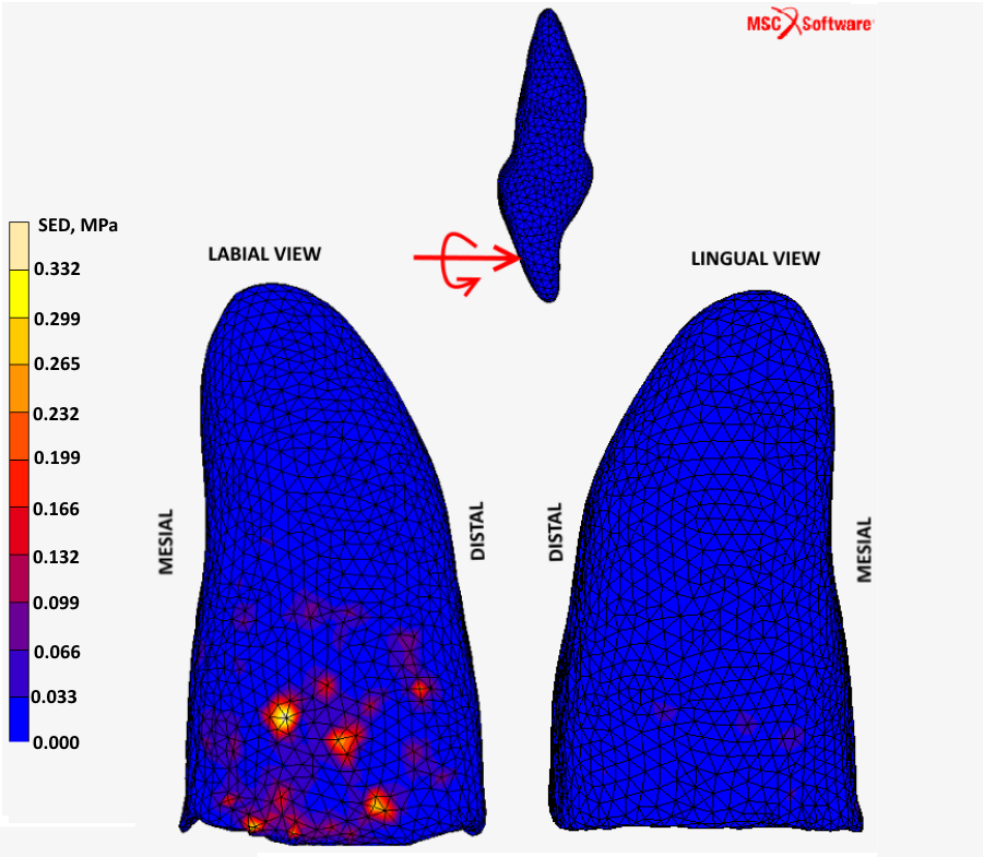 MSC Software
SED, MPa
LABIAL VIEW
LINGUAL VIEW
0.332
0.299
0.265
0.232
0.199
0.166
0.132
0.099
0.066
0.033
0.000
MESIAL
DISTAL
DISTAL
MESIAL